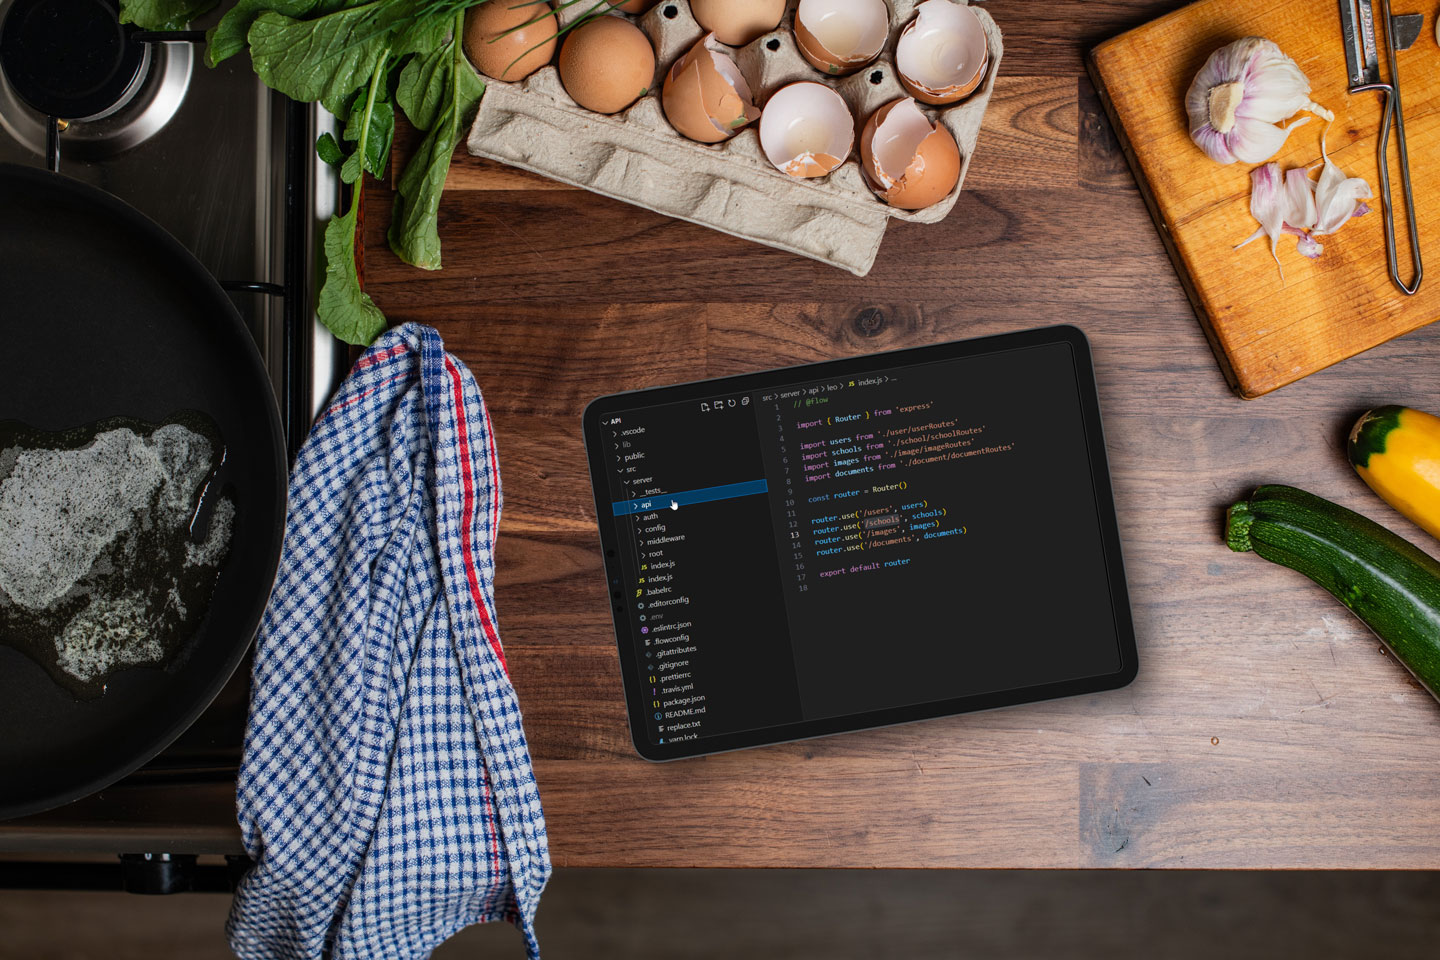 API
.vscode
lib
public
src
server
__tests__
api
auth
config
middleware
root
JS index.js
JS index.js
.babelrc
.editorconfig
.env
.eslintrc.json
.flowconfig
.gitattributes
.gitignore
{} .prettierrc
! .travis.yml
{} package.json
README.md
replace.txt
yarn.lock
src > server > api > leo > JS index.js > ...
1 // @flow
2
3 import { Router } from 'express'
4
5 import users from './user/userRoutes'
6 import schools from './school/schoolRoutes'
7 import images from './image/imageRoutes'
8 import documents from './document/documentRoutes'
9
10 const router = Router()
11
12 router.use('/users', users)
13 router.use('/schools', schools)
14 router.use('/images', images)
15 router.use('/documents', documents)
16
17 export default router
18